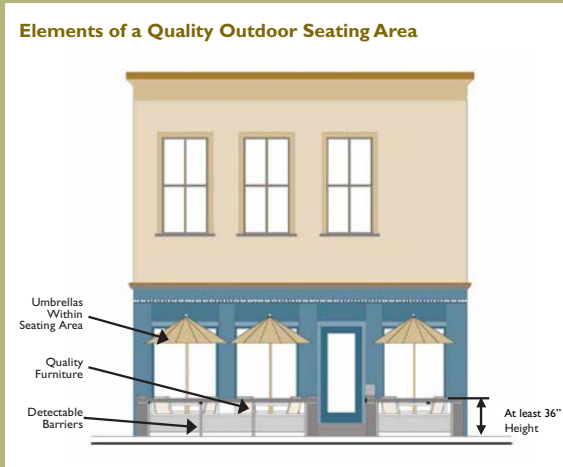 Elements of a Quality Outdoor Seating Area
Umbrellas
Within
Seating Area
Quality
Furniture
Detectable
Barriers
At least 36”
Height